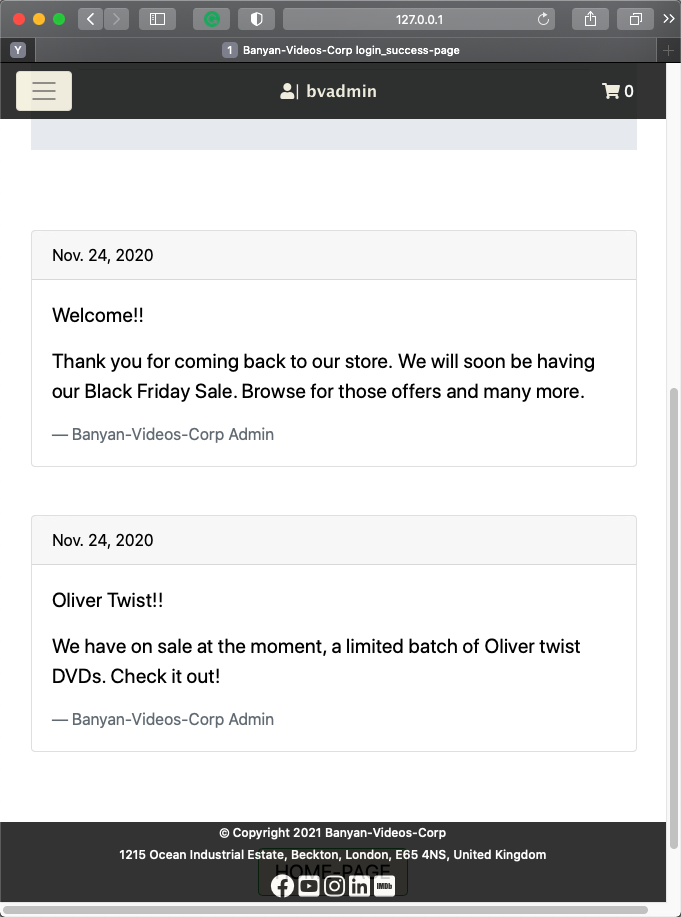 127.0.0.1
Y
1 Banyan-Videos-Corp login_success-page
| bvadmin
0
Nov. 24, 2020
Welcome!!
Thank you for coming back to our store. We will soon be having
our Black Friday Sale. Browse for those offers and many more.
— Banyan-Videos-Corp Admin
Nov. 24, 2020
Oliver Twist!!
We have on sale at the moment, a limited batch of Oliver twist
DVDs. Check it out!
— Banyan-Videos-Corp Admin
© Copyright 2021 Banyan-Videos-Corp
1215 Ocean Industrial Estate, Beckton, London, E65 4NS, United Kingdom
HOME-PAGE
in IMDb